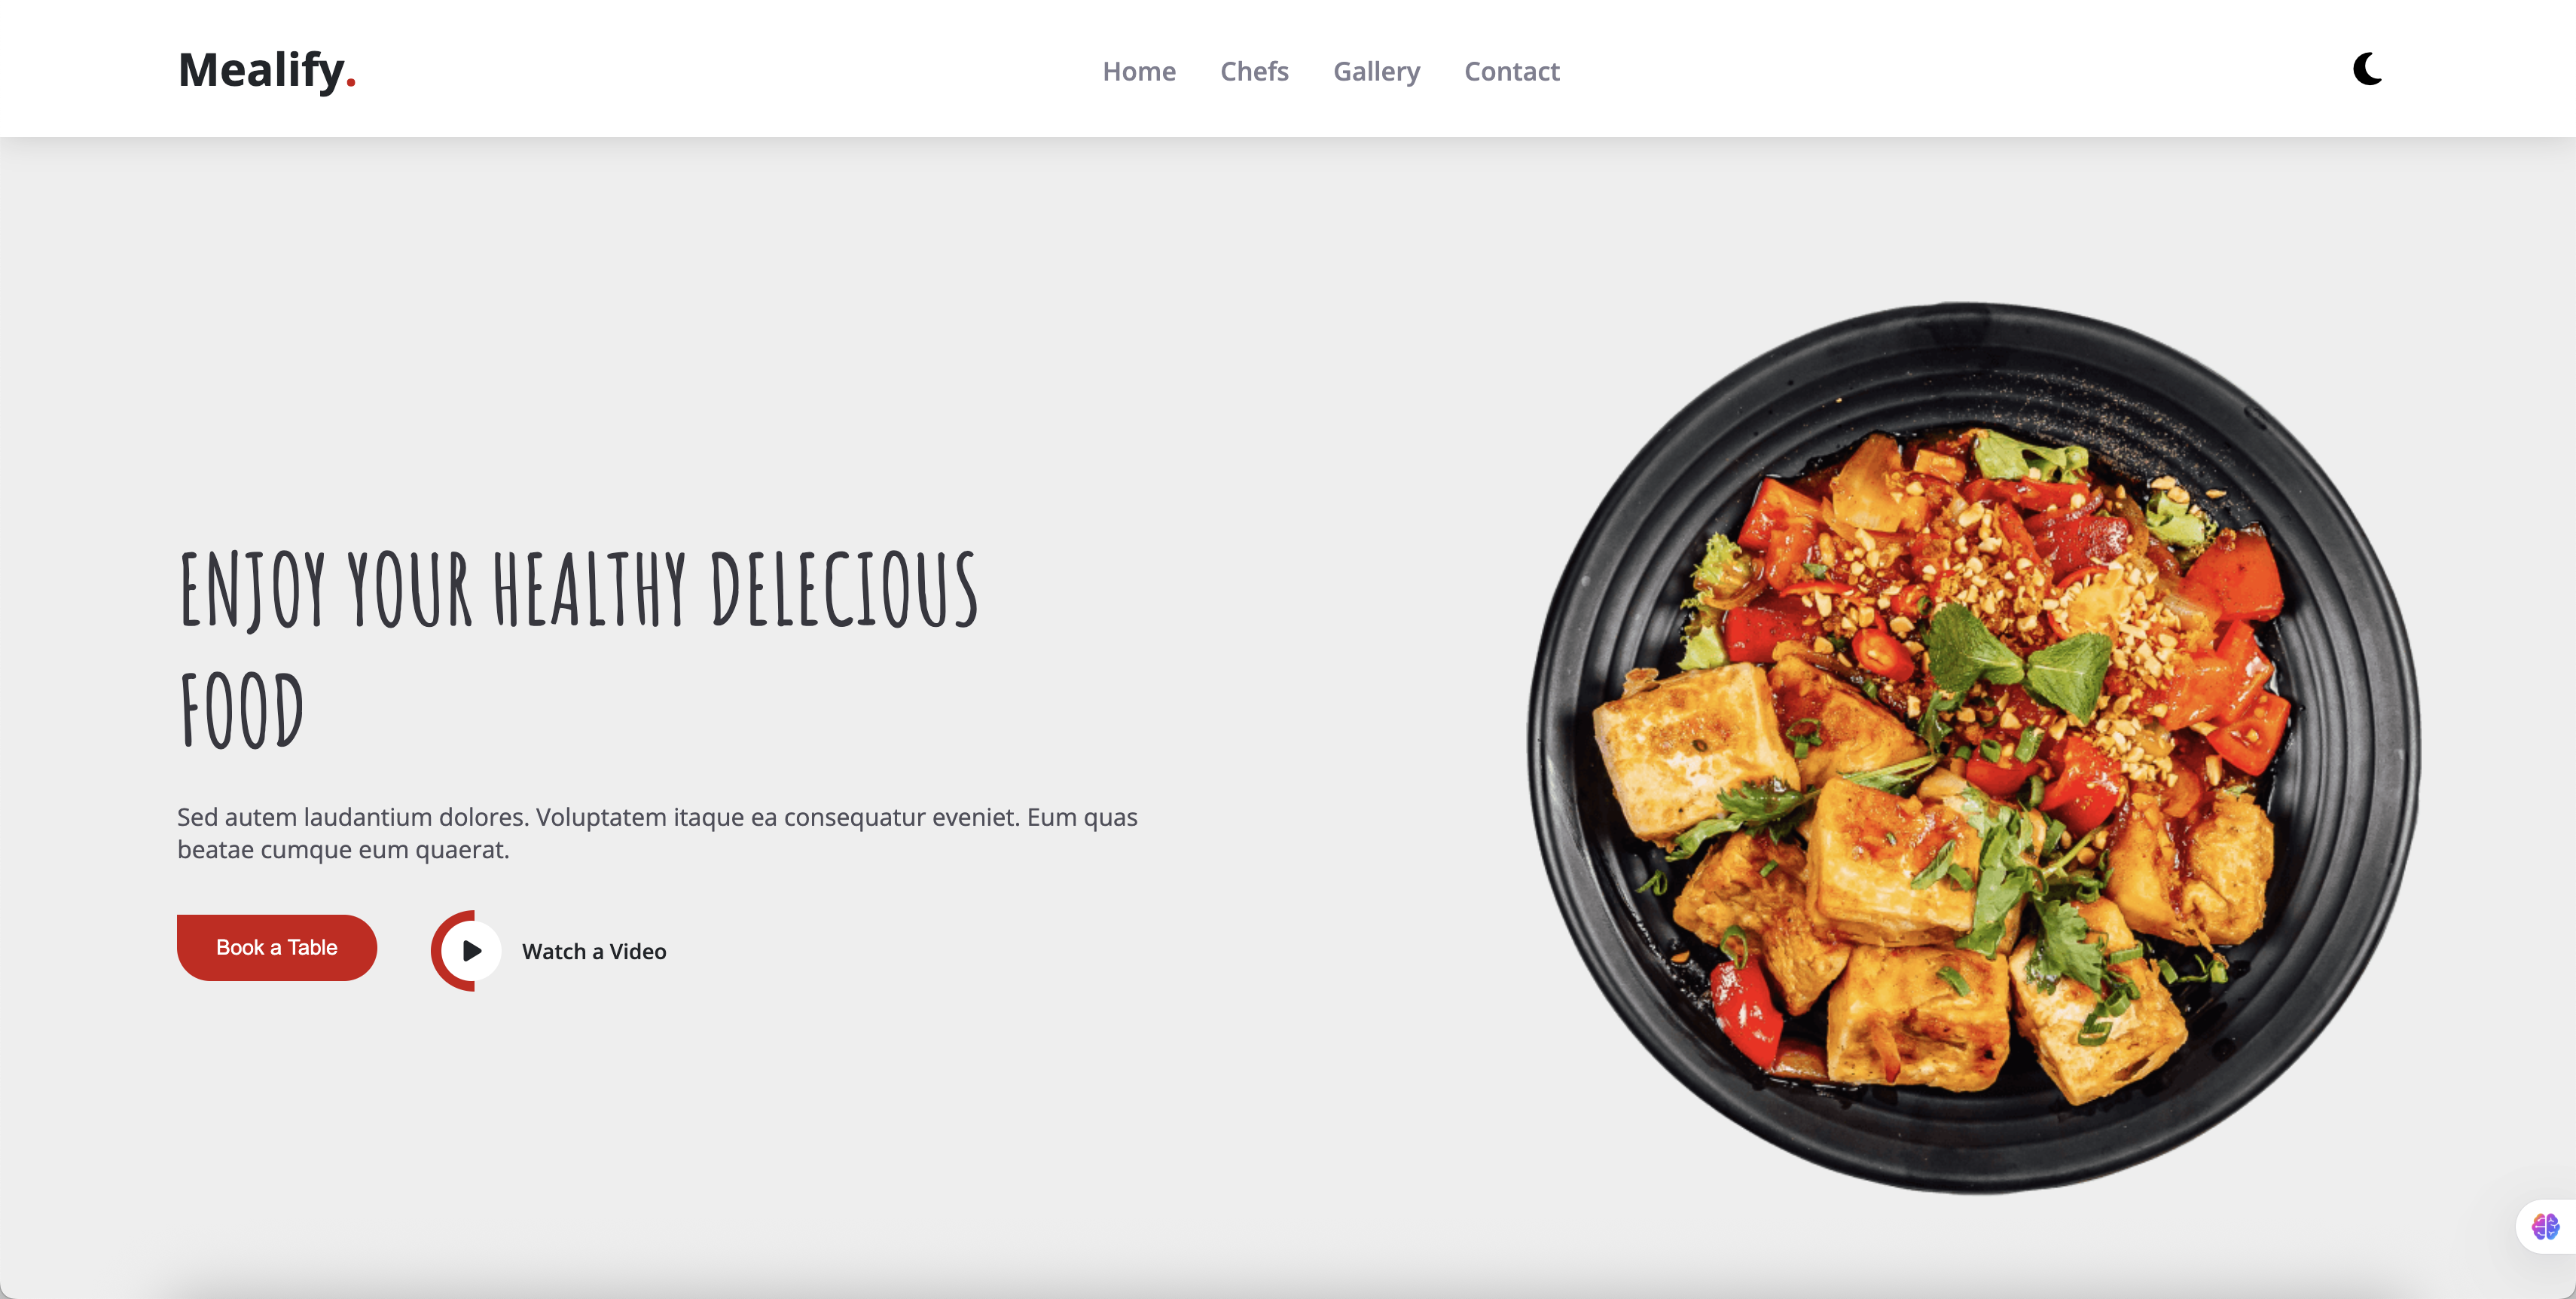 Mealify.
Home Chefs Gallery Contact
ENJOY YOUR HEALTHY DELECIOUS
FOOD
Sed autem laudantium dolores. Voluptatem itaque ea consequatur eveniet. Eum quas
beatae cumque eum quaerat.
Book a Table
Watch a Video